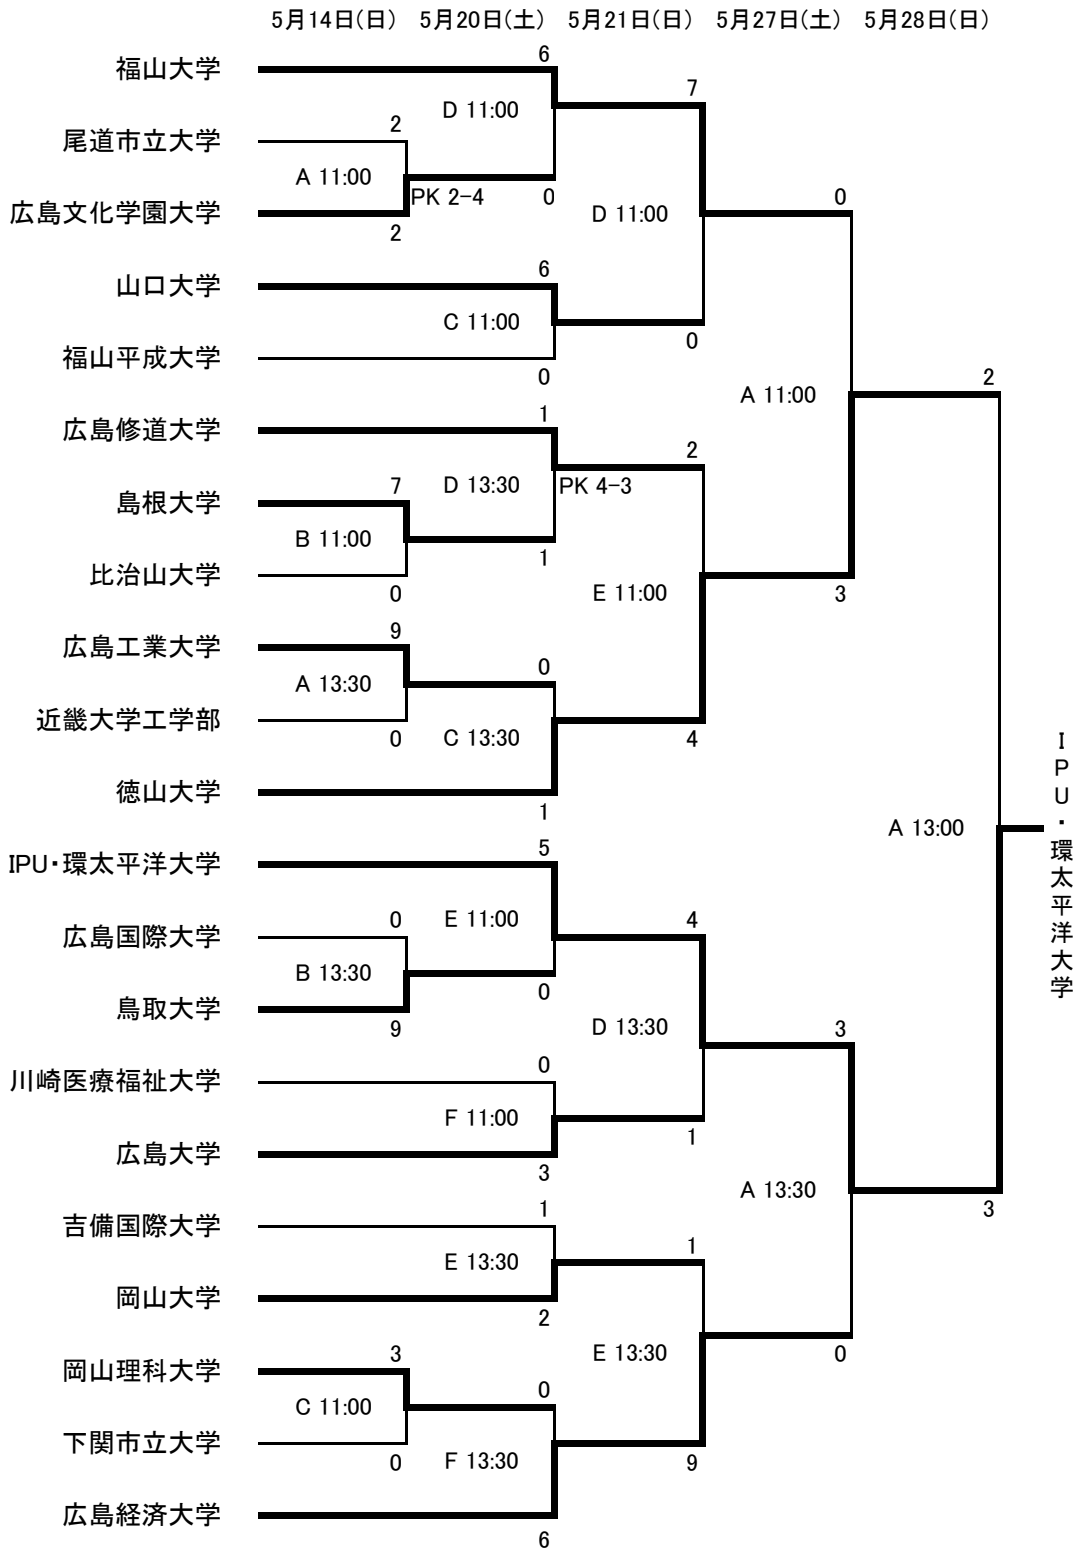 5月14日(日) 5月20日(土) 5月21日(日) 5月27日(土) 5月28日(日)
6
福山大学
7
D 11:00
2
尾道市立大学
A 11:00
PK 2-4
0
0
広島文化学園大学
D 11:00
2
6
山口大学
C 11:00
0
福山平成大学
0
2
A 11:00
1
広島修道大学
2
7
D 13:30
PK 4-3
島根大学
B 11:00
1
比治山大学
0
E 11:00
3
9
広島工業大学
0
A 13:30
近畿大学工学部
0
C 13:30
4
徳山大学
1
IPU・環太平洋大学
A 13:00
5
IPU・環太平洋大学
0
E 11:00
4
広島国際大学
B 13:30
0
鳥取大学
9
D 13:30
3
0
川崎医療福祉大学
F 11:00
1
広島大学
3
A 13:30
1
3
吉備国際大学
1
E 13:30
岡山大学
2
3
E 13:30
0
岡山理科大学
0
C 11:00
下関市立大学
0
F 13:30
9
広島経済大学
6